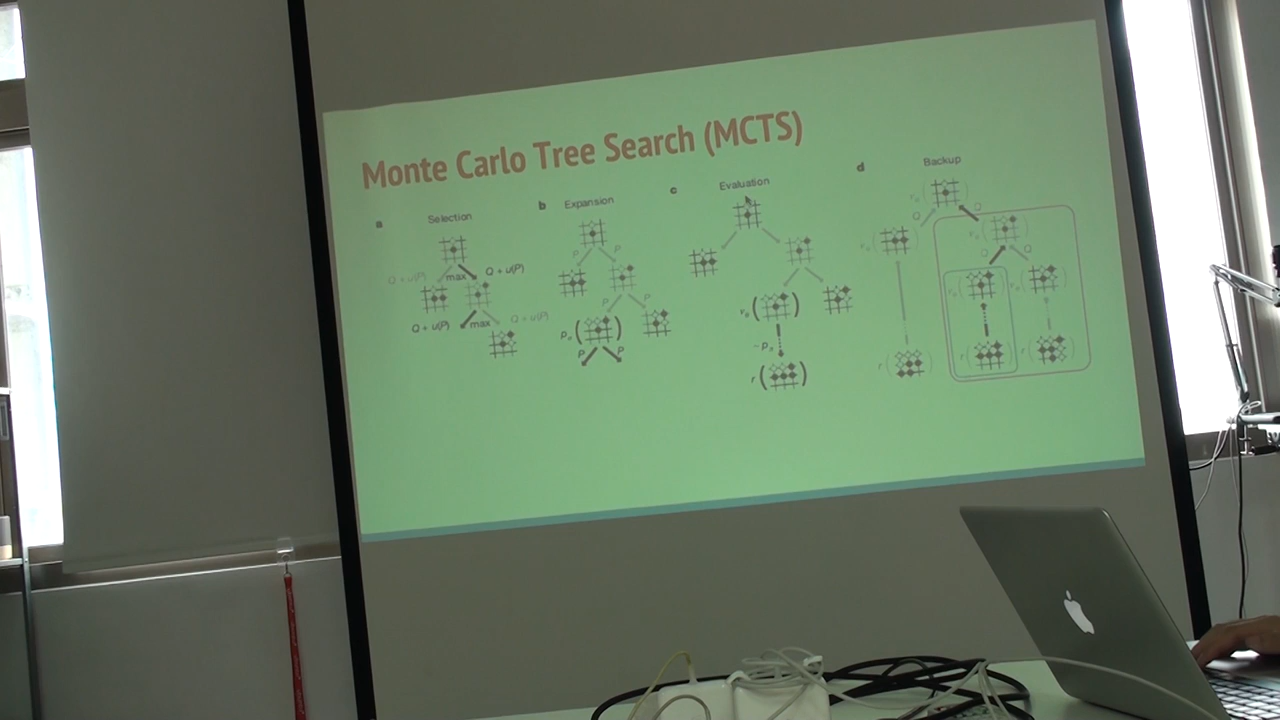 Monte Carlo Tree Search (MCTS)
a Selection
b Expansion
c Evaluation
d Backup
Q + u(P) max Q + u(P)
Q + u(P) max Q + u(P)
P P
P P
P P
Q Q
Q
r
r